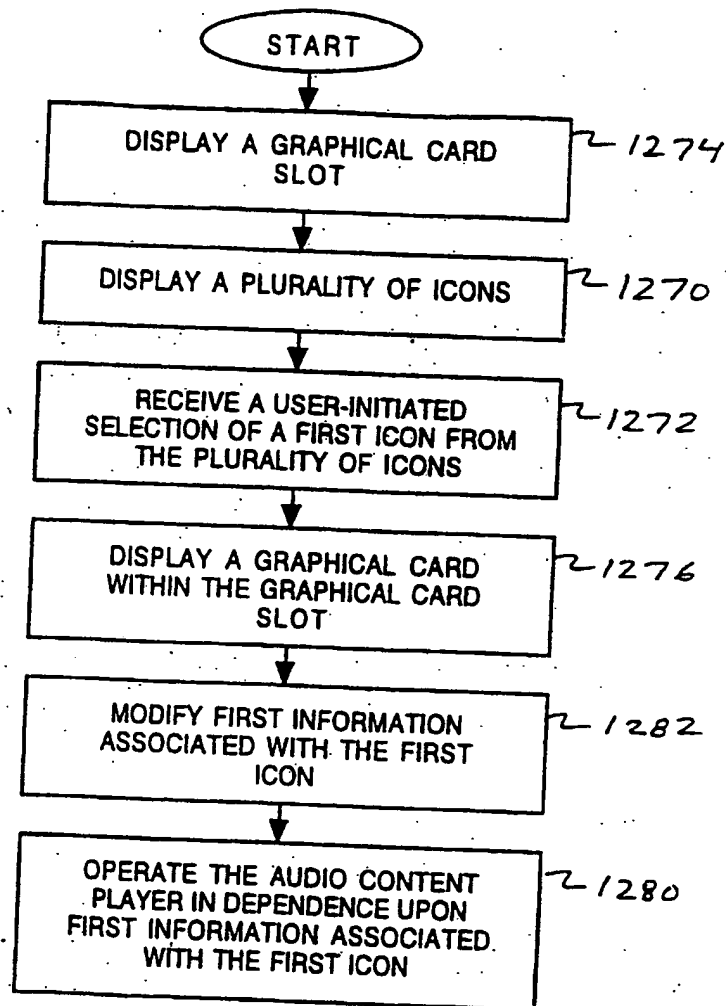 START
DISPLAY A GRAPHICAL CARD
SLOT
1274
DISPLAY A PLURALITY OF ICONS
1270
RECEIVE A USER-INITIATED
SELECTION OF A FIRST ICON FROM
THE PLURALITY OF ICONS
1272
DISPLAY A GRAPHICAL CARD
WITHIN THE GRAPHICAL CARD
SLOT
1276
MODIFY FIRST INFORMATION
ASSOCIATED WITH THE FIRST
ICON
1282
OPERATE THE AUDIO CONTENT
PLAYER IN DEPENDENCE UPON
FIRST INFORMATION ASSOCIATED
WITH THE FIRST ICON
1280